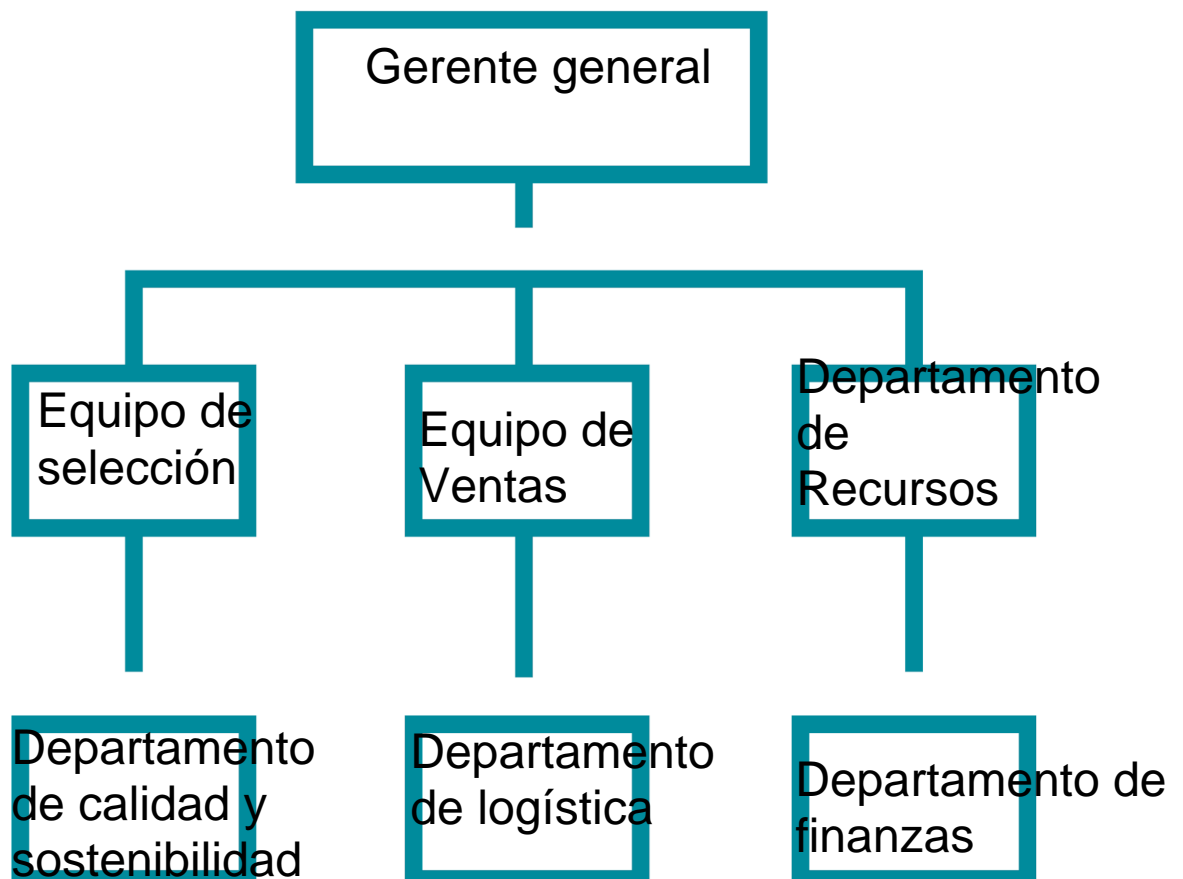 Gerente general
Equipo de
selección
Equipo de
Ventas
Departamento
de
Recursos
Departamento
de calidad y
sostenibilidad
Departamento
de logística
Departamento de
finanzas